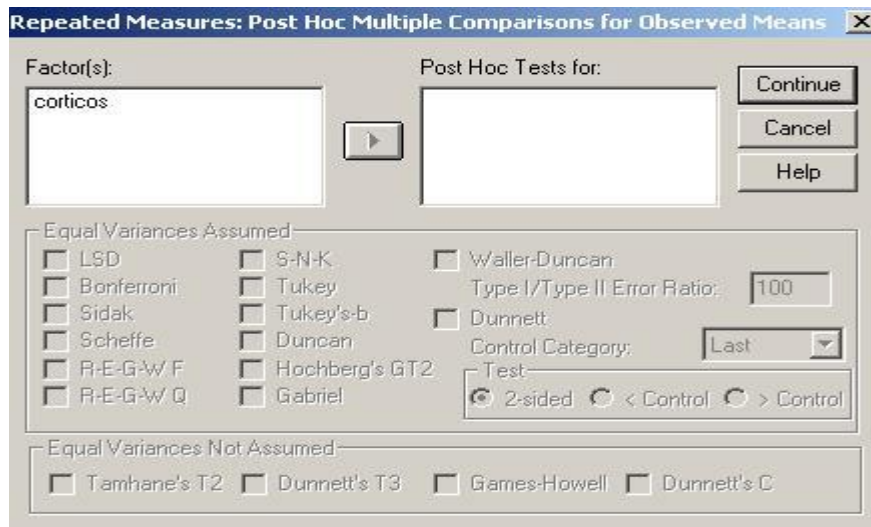 Repeated Measures: Post Hoc Multiple Comparisons for Observed Means
Factor(s):
corticos
Post Hoc Tests for:
Continue
Cancel
Help
Equal Variances Assumed
LSD
Bonferroni
Sidak
Scheffe
R-E-G-W F
R-E-G-W Q
S-N-K
Tukey
Tukey's-b
Duncan
Hochberg's GT2
Gabriel
Waller-Duncan
Type I/Type II Error Ratio: 100
Dunnett
Control Category: Last
Test
2-sided < Control > Control
Equal Variances Not Assumed
Tamhane's T2 Dunnett's T3 Games-Howell Dunnett's C